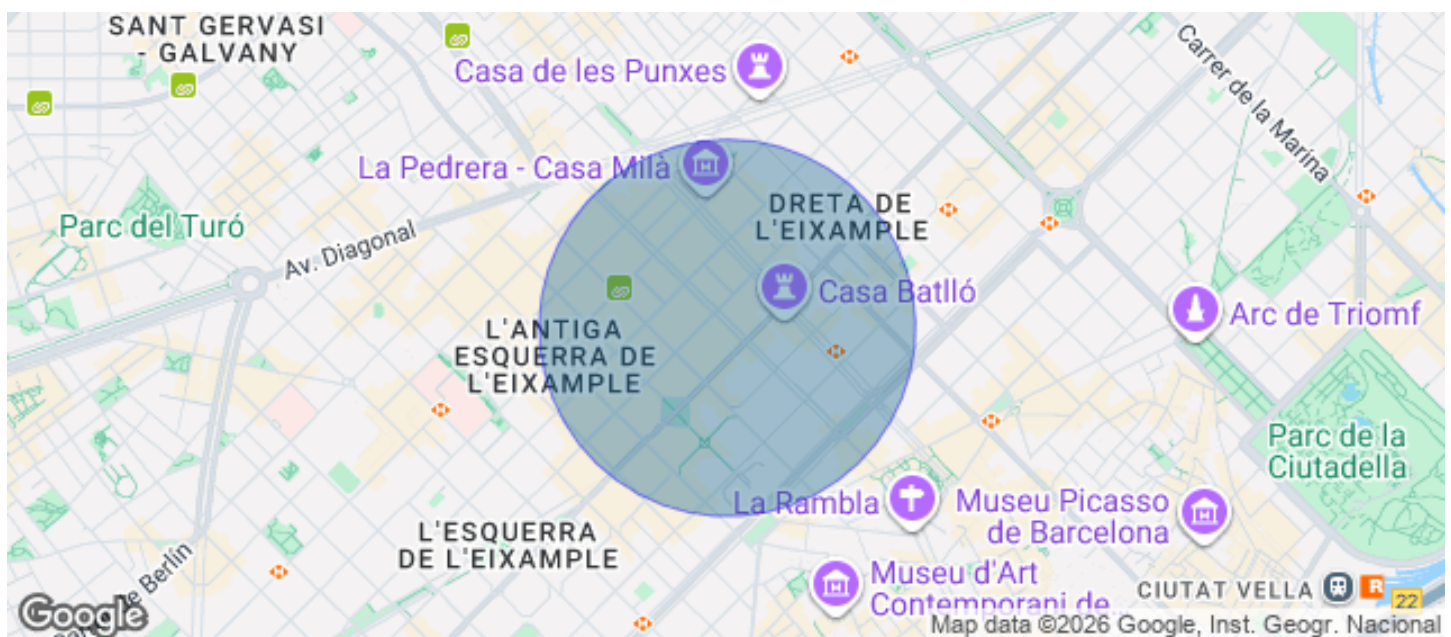 SANT GERVASI
- GALVANY
Casa de les Punxes
Carrer de la Marina
La Pedrera - Casa Milà
DRETA DE
L'EIXAMPLE
Parc del Turó
Av. Diagonal
Casa Batlló
Arc de Triomf
L'ANTIGA
ESQUERRA DE
L'EIXAMPLE
Parc de la
Ciutadella
La Rambla
Museu Picasso
de Barcelona
L'ESQUERRA
DE L'EIXAMPLE
de Berlín
Museu d'Art
Contemporani de...
CIUTAT VELLA
R
22
Google
Map data ©2026 Google, Inst. Geogr. Nacional